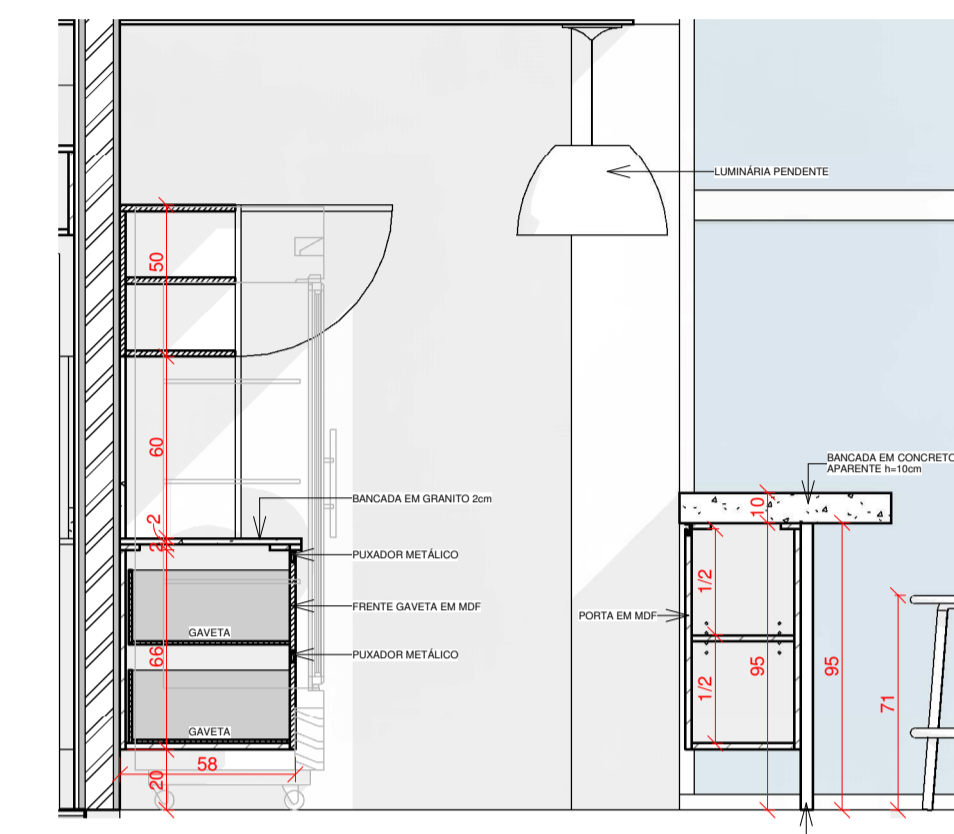 LUMINÁRIA PENDENTE
50
60
BANCADA EM CONCRETO
APARENTE h=10cm
BANCADA EM GRANITO 2cm
10
2
2
PUXADOR METÁLICO
1/2
FRENTE GAVETA EM MDF
PORTA EM MDF
GAVETA
66
PUXADOR METÁLICO
95
95
1/2
71
GAVETA
58
20